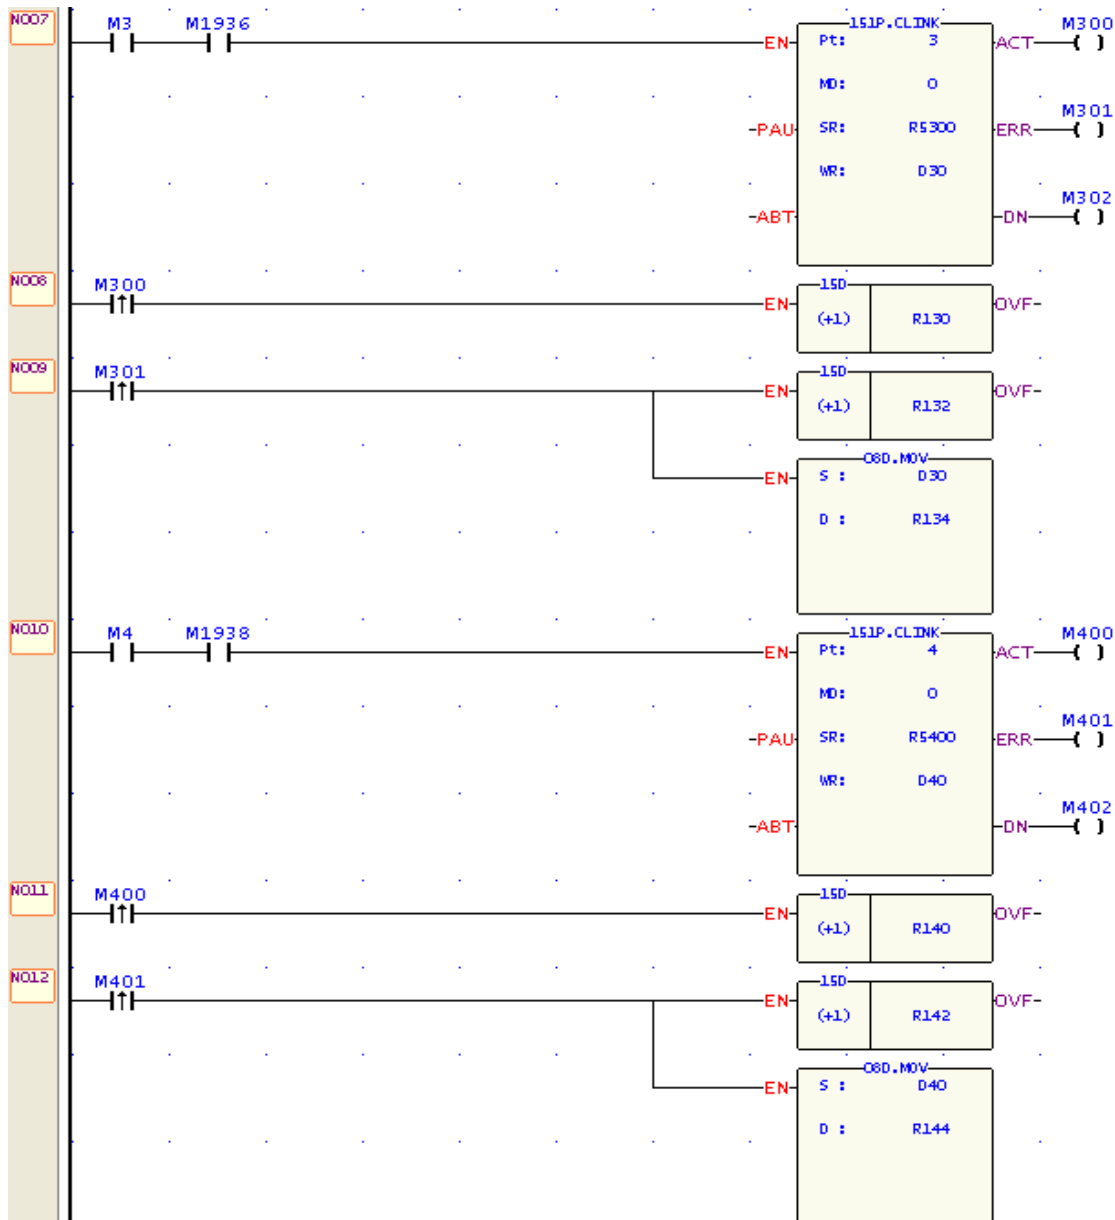 N007
M3 M1936
EN
151P.CLINK
Pt: 3
ACT
M300
MD: 0
PAU
SR: R5300
ERR
M301
WR: D30
ABT
DN
M302
N008
M300
EN
15D
(+1) R130
OVF
N009
M301
EN
15D
(+1) R132
OVF
EN
08D.MOV
S : D30
D : R134
N010
M4 M1938
EN
151P.CLINK
Pt: 4
ACT
M400
MD: 0
PAU
SR: R5400
ERR
M401
WR: D40
ABT
DN
M402
N011
M400
EN
15D
(+1) R140
OVF
N012
M401
EN
15D
(+1) R142
OVF
EN
08D.MOV
S : D40
D : R144